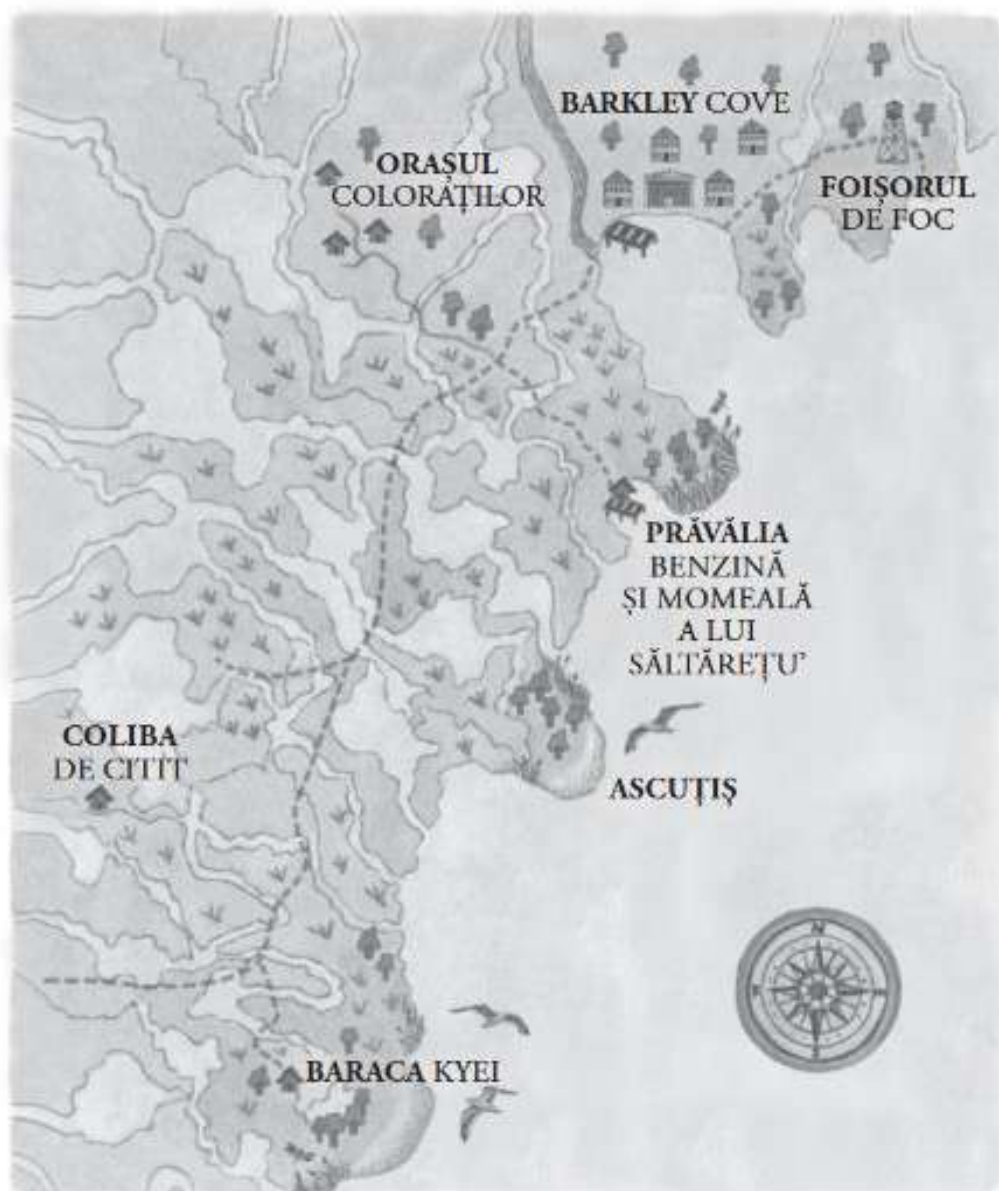 BARKLEY COVE
ORAȘUL
COLORAȚILOR
FOIȘORUL
DE FOC
PRĂVĂLIA
BENZINĂ
ȘI MOMEALĂ
A LUI
SĂLTĂREȚU’
COLIBA
DE CITIT
ASCUȚIȘ
N
S
BARACA KYEI